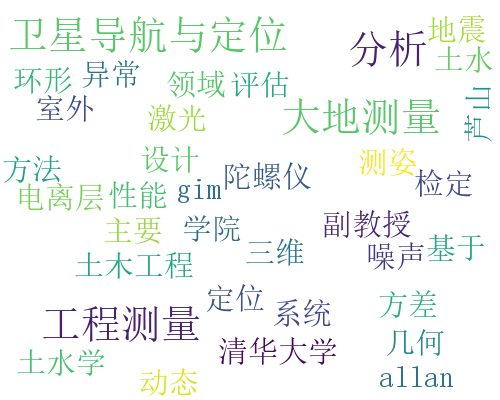 卫星导航与定位
分析
地震
土水
环形
异常
领域
评估
室外
激光
大地测量
芦山
方法
设计
测姿
检定
电离层
性能
gim
陀螺仪
主要
学院
副教授
三维
噪声
基于
土木工程
工程测量
定位
系统
方差
清华大学
几何
土水学
动态
allan